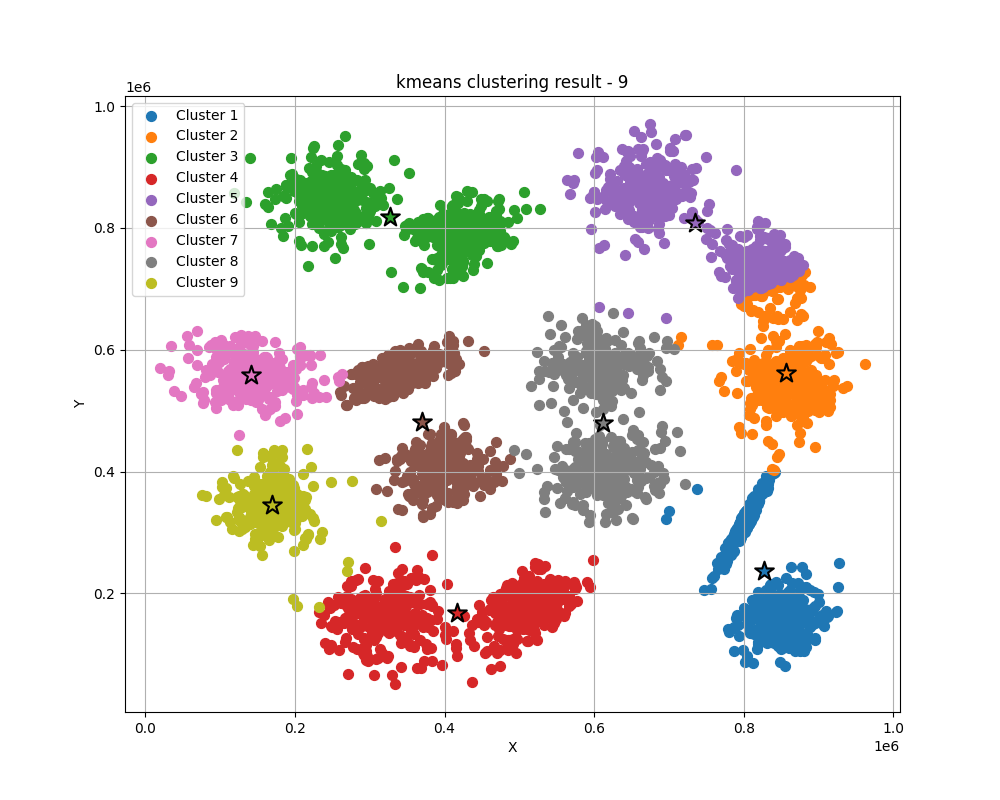 kmeans clustering result - 9
1e6
1.0
0.8
0.6
0.4
0.2
Y
Cluster 1
Cluster 2
Cluster 3
Cluster 4
Cluster 5
Cluster 6
Cluster 7
Cluster 8
Cluster 9
0.0 0.2 0.4 0.6 0.8 1.0
X
1e6